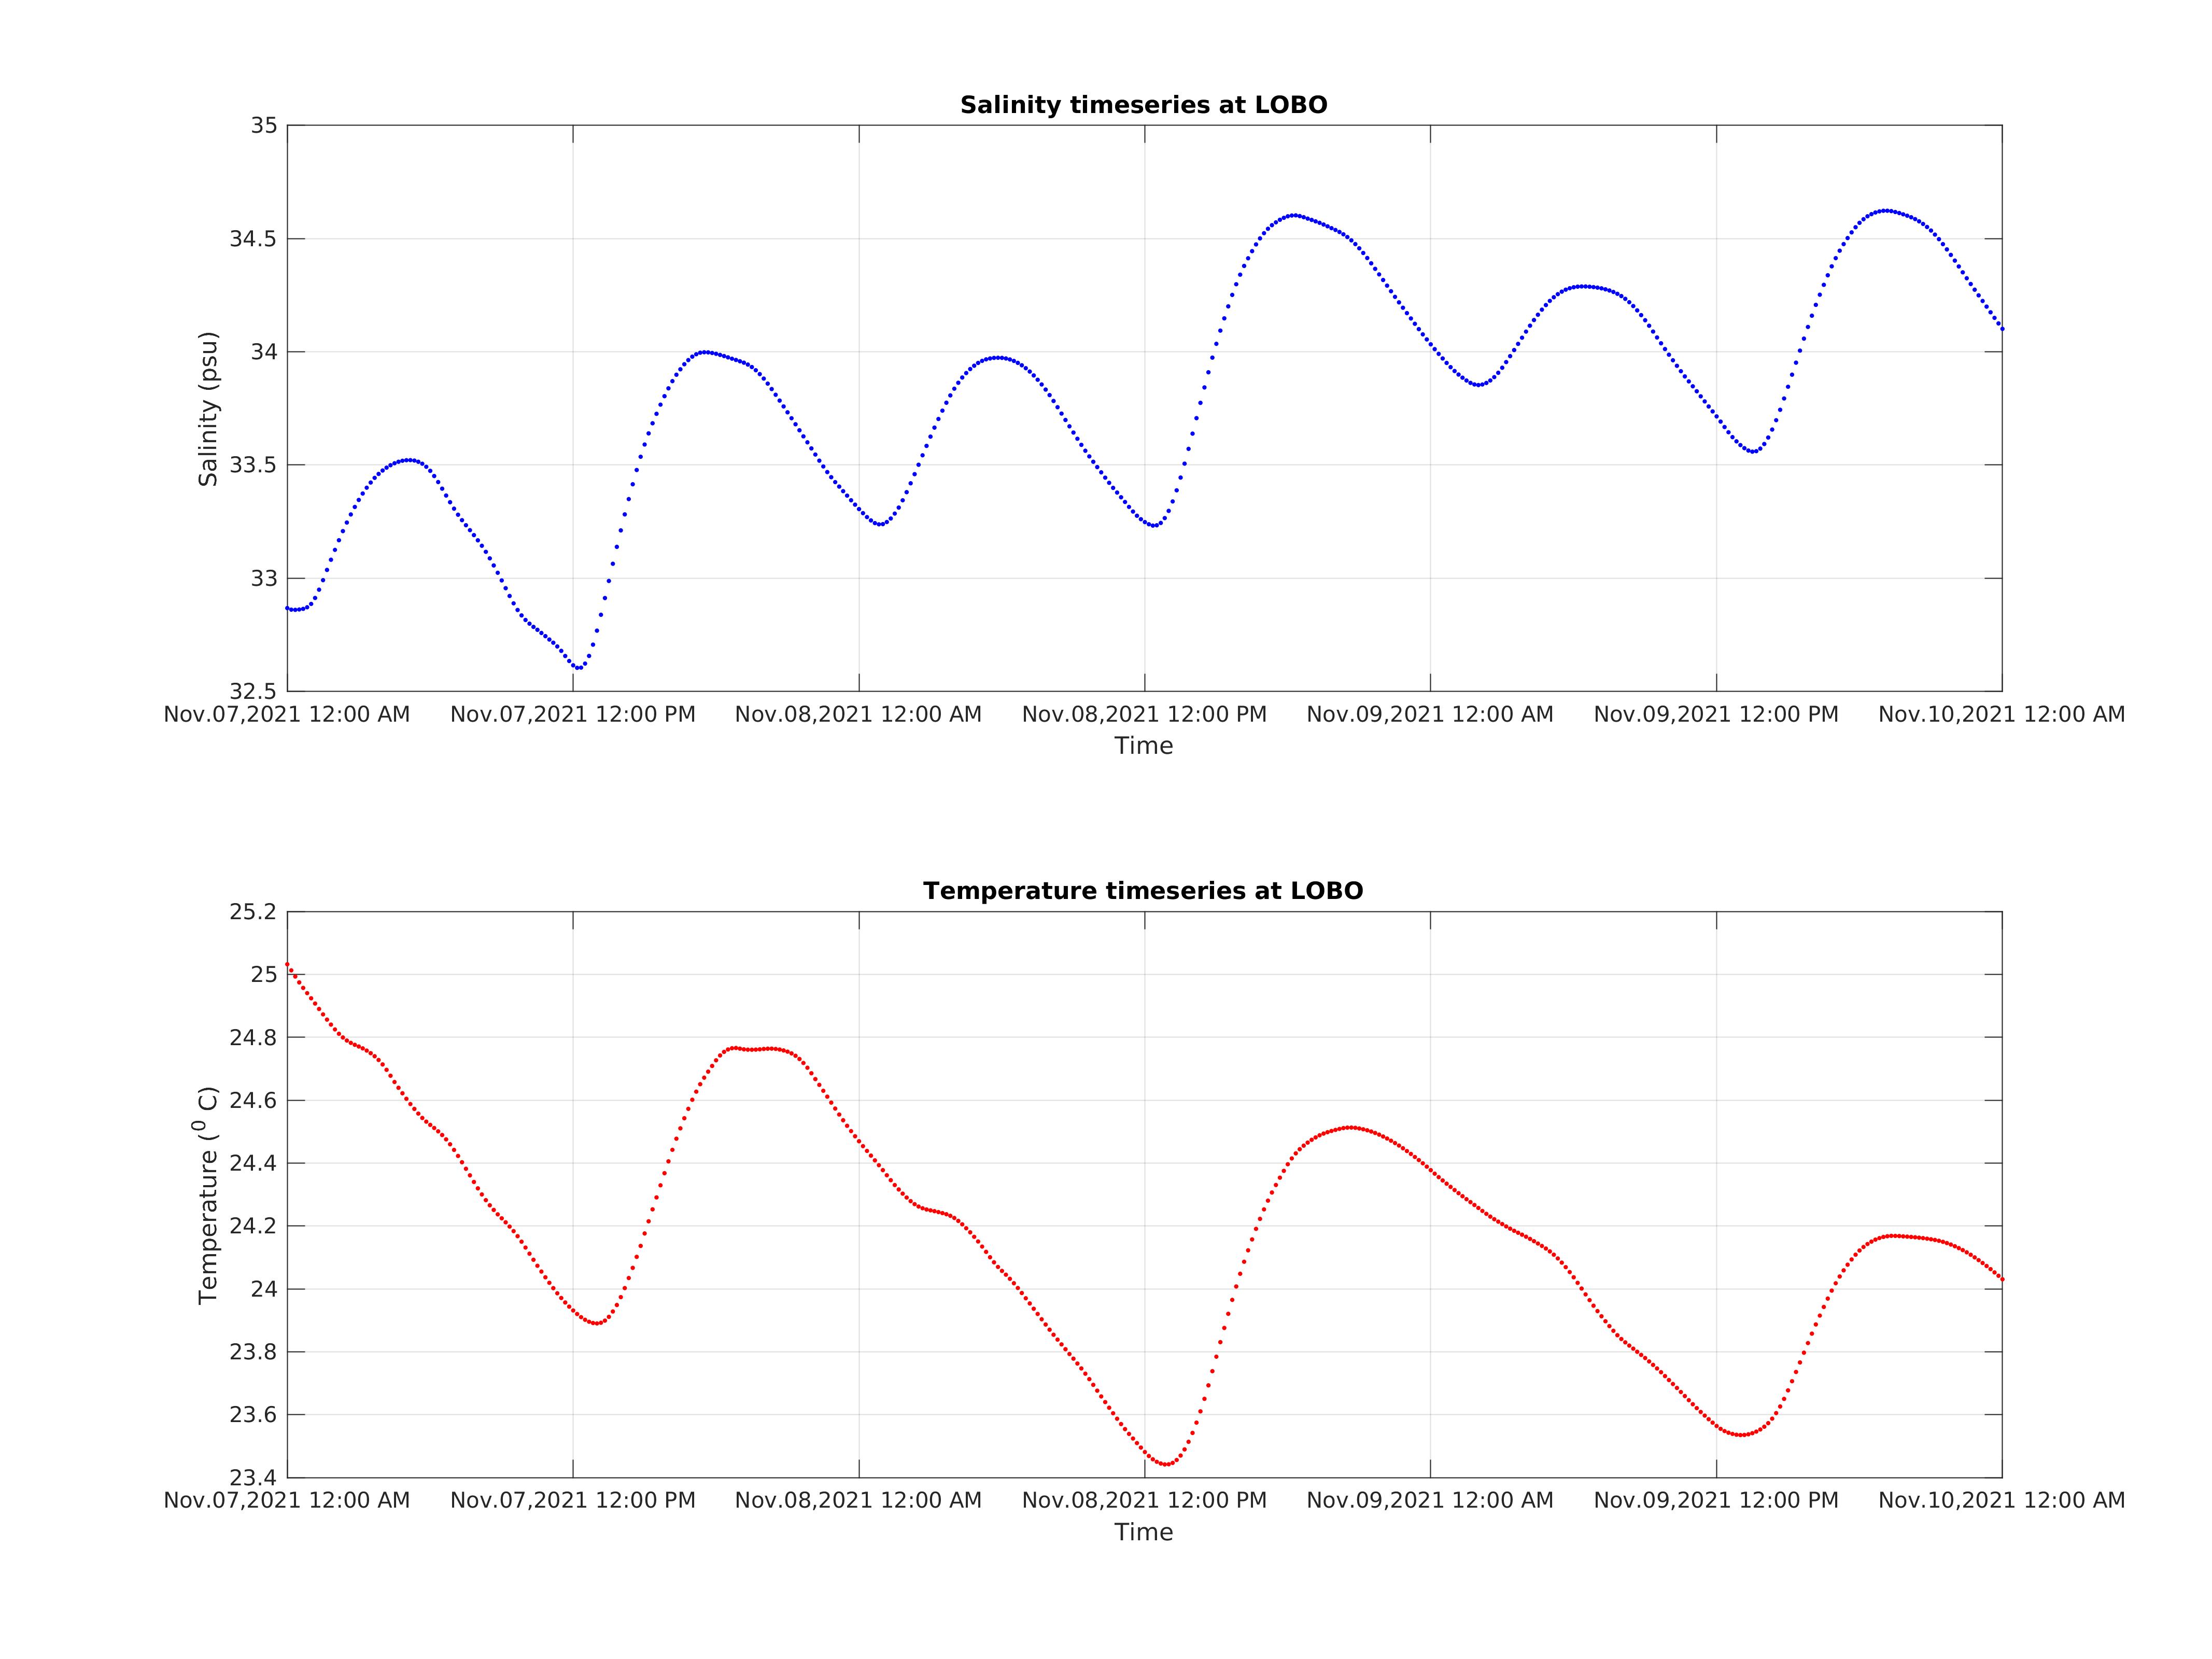 Salinity timeseries at LOBO
35
34.5
34
33.5
33
32.5
Salinity (psu)
Nov.07,2021 12:00 AM Nov.07,2021 12:00 PM Nov.08,2021 12:00 AM Nov.08,2021 12:00 PM Nov.09,2021 12:00 AM Nov.09,2021 12:00 PM Nov.10,2021 12:00 AM
Time
Temperature timeseries at LOBO
25.2
25
24.8
24.6
24.4
24.2
24
23.8
23.6
23.4
Temperature (⁰ C)
Nov.07,2021 12:00 AM Nov.07,2021 12:00 PM Nov.08,2021 12:00 AM Nov.08,2021 12:00 PM Nov.09,2021 12:00 AM Nov.09,2021 12:00 PM Nov.10,2021 12:00 AM
Time